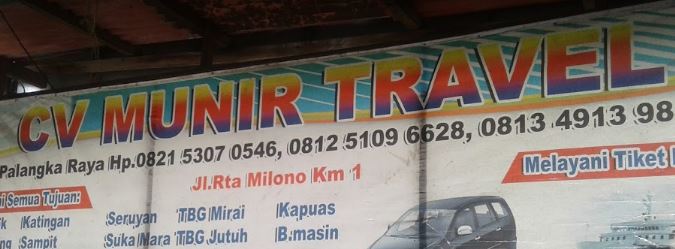 CV MUNIR TRAVEL
Palangka Raya Hp.0821 5307 0546, 0812 5109 6628, 0813 4913 98
Jl.Rta Milono Km 1
Semua Tujuan:
Melayani Tiket
Katingan Seruyan TBG Mirai Kapuas
Sampit Suka Mara TBG Jutuh B.masin